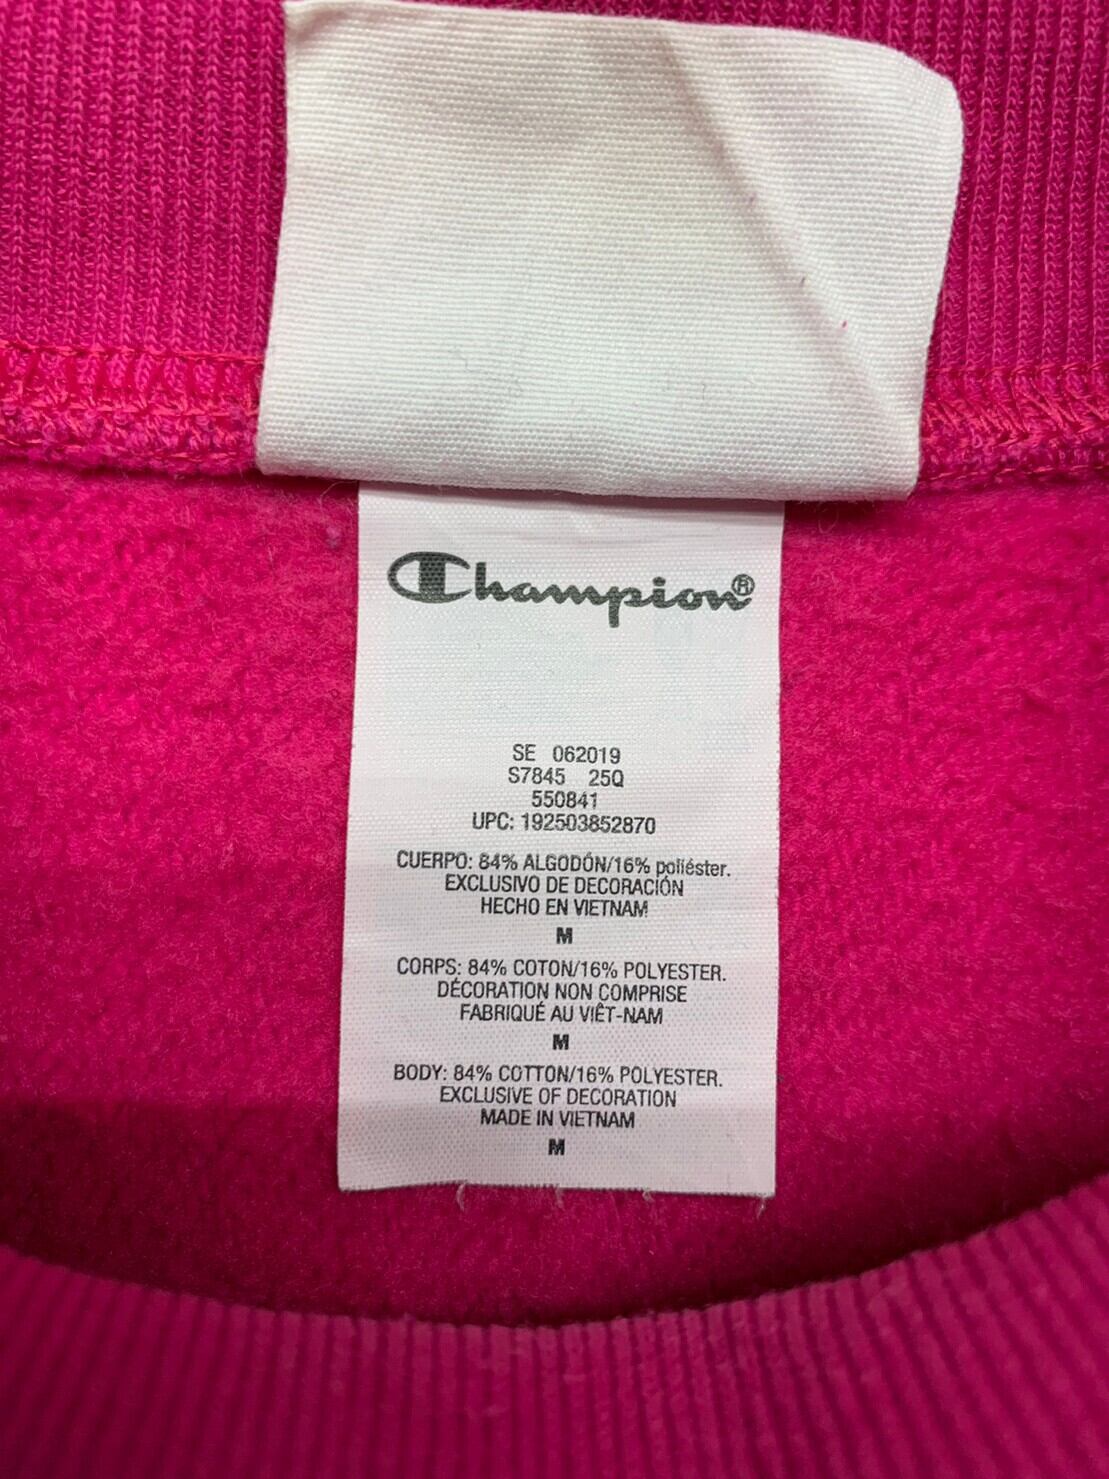 Champion®
SE 062019
S7845 25Q
550841
UPC: 192503852870
CUERPO: 84% ALGODÓN/16% poliéster.
EXCLUSIVO DE DECORACIÓN
HECHO EN VIETNAM
M
CORPS: 84% COTON/16% POLYESTER.
DÉCORATION NON COMPRISE
FABRIQUÉ AU VIÊT-NAM
M
BODY: 84% COTTON/16% POLYESTER.
EXCLUSIVE OF DECORATION
MADE IN VIETNAM
M